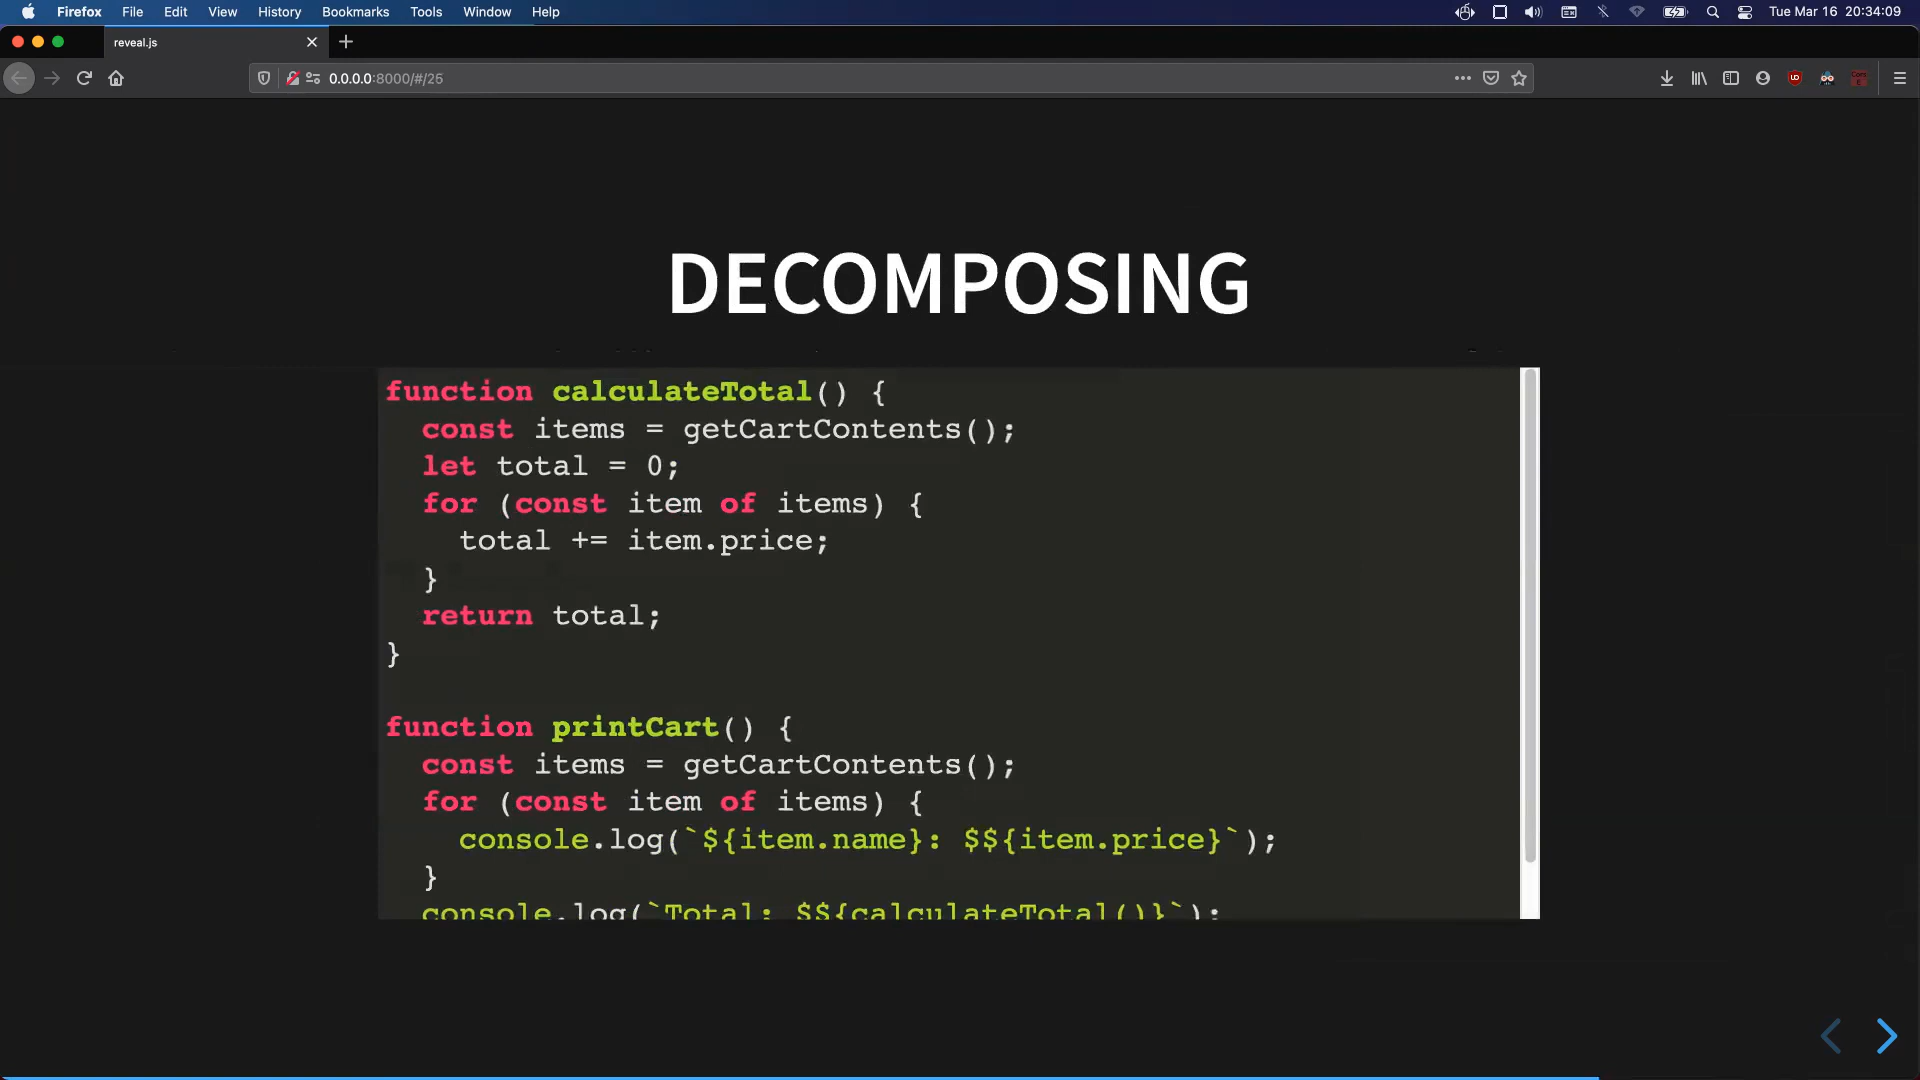 Firefox File Edit View History Bookmarks Tools Window Help Tue Mar 16 20:34:09
reveal.js
0.0.0.0:8000/#/25
DECOMPOSING
function calculateTotal() {
  const items = getCartContents();
  let total = 0;
  for (const item of items) {
    total += item.price;
  }
  return total;
}
function printCart() {
  const items = getCartContents();
  for (const item of items) {
    console.log(`${item.name}: $${item.price}`);
  }
  console.log(`Total: $${calculateTotal()}`);